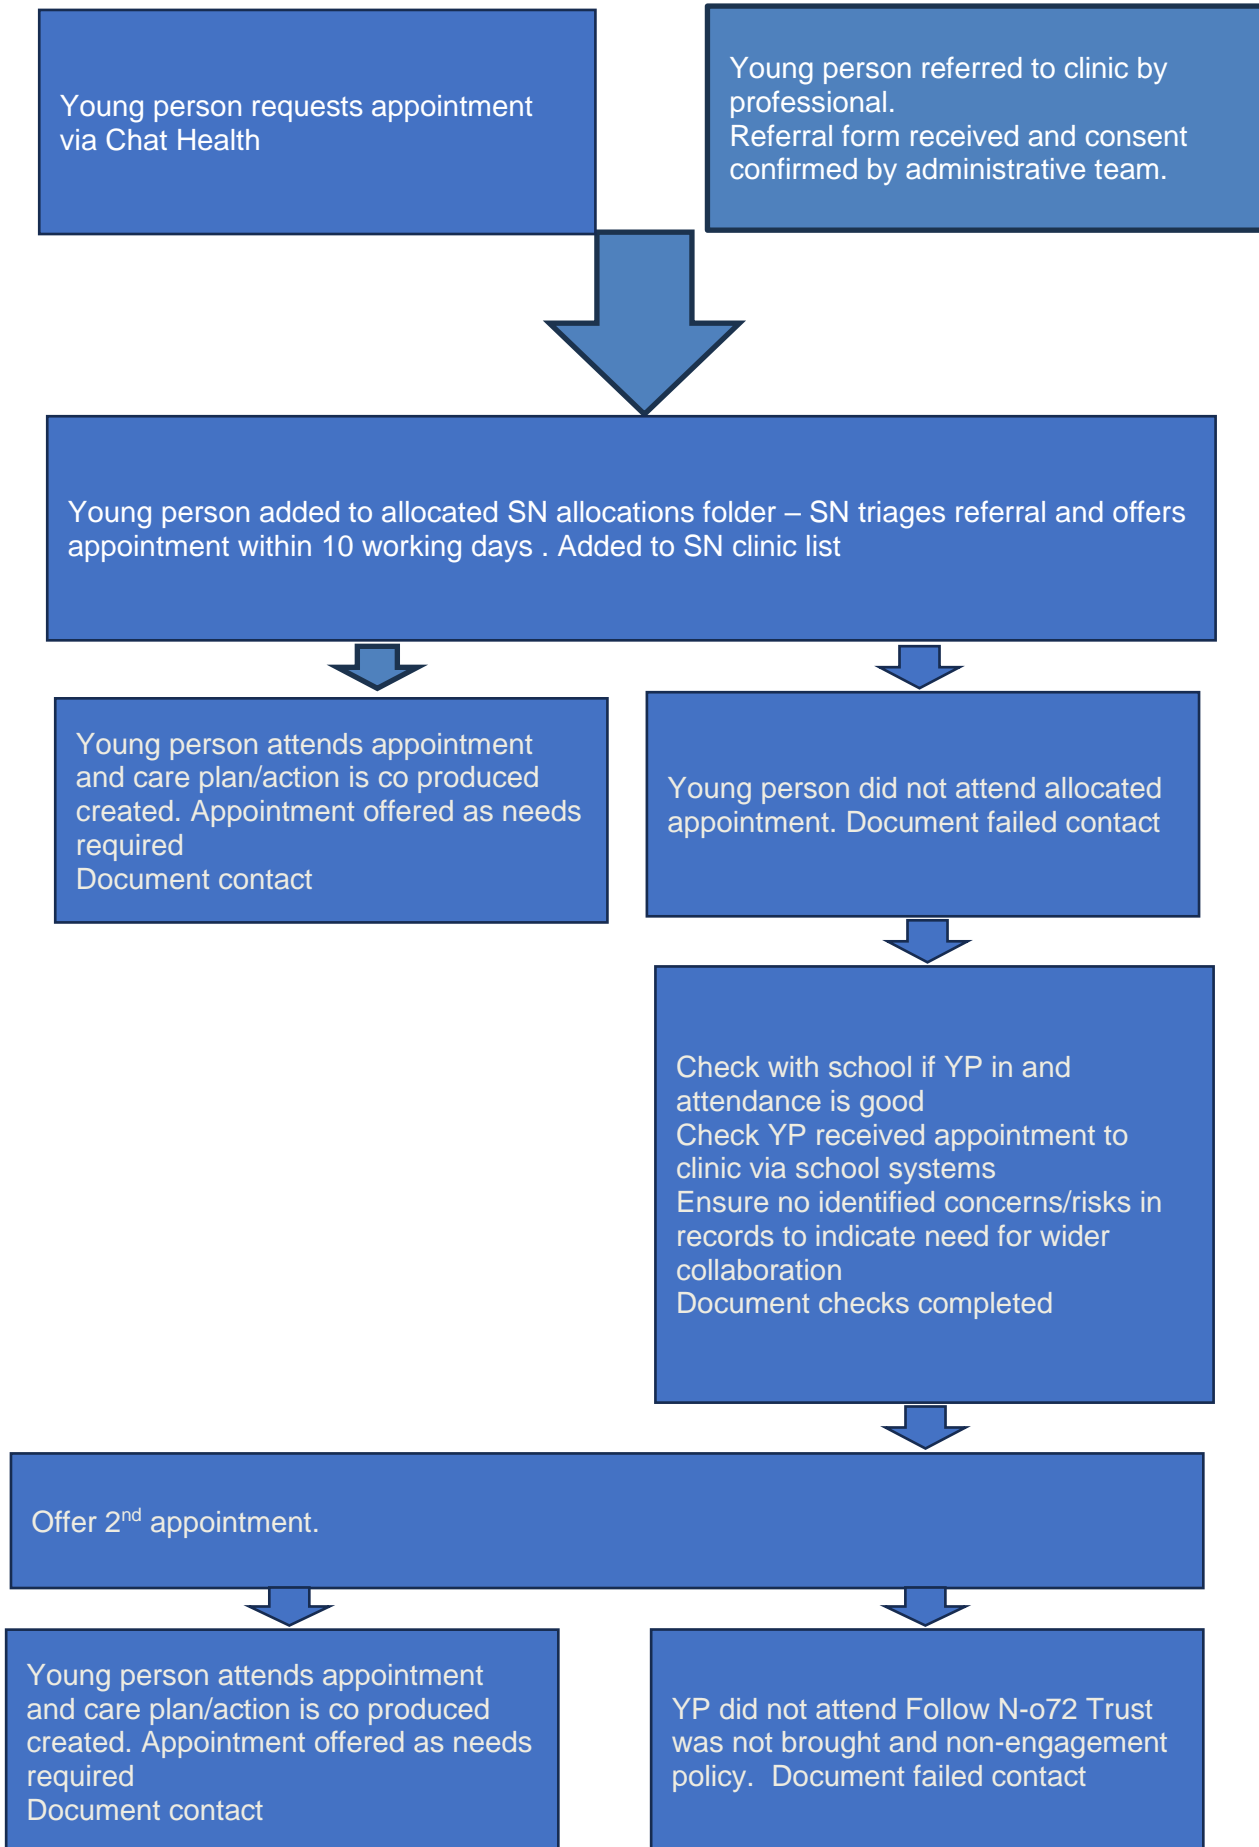 Young person requests appointment
via Chat Health
Young person referred to clinic by
professional.
Referral form received and consent
confirmed by administrative team.
Young person added to allocated SN allocations folder – SN triages referral and offers
appointment within 10 working days . Added to SN clinic list
Young person attends appointment
and care plan/action is co produced
created. Appointment offered as needs
required
Document contact
Young person did not attend allocated
appointment. Document failed contact
Check with school if YP in and
attendance is good
Check YP received appointment to
clinic via school systems
Ensure no identified concerns/risks in
records to indicate need for wider
collaboration
Document checks completed
Offer 2nd appointment.
Young person attends appointment
and care plan/action is co produced
created. Appointment offered as needs
required
Document contact
YP did not attend Follow N-o72 Trust
was not brought and non-engagement
policy.  Document failed contact